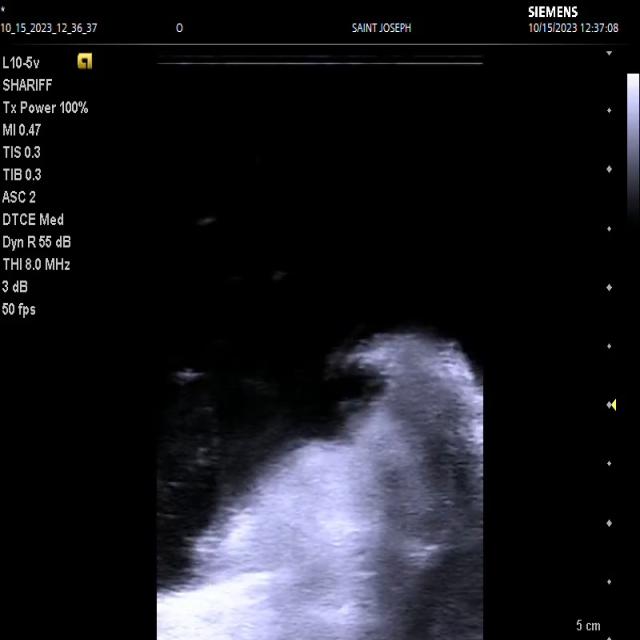 *
SIEMENS
10_15_2023_12_36_37 O SAINT JOSEPH 10/15/2023 12:37:08
L10-5v
SHARIFF
Tx Power 100%
MI 0.47
TIS 0.3
TIB 0.3
ASC 2
DTCE Med
Dyn R 55 dB
THI 8.0 MHz
3 dB
50 fps
5 cm